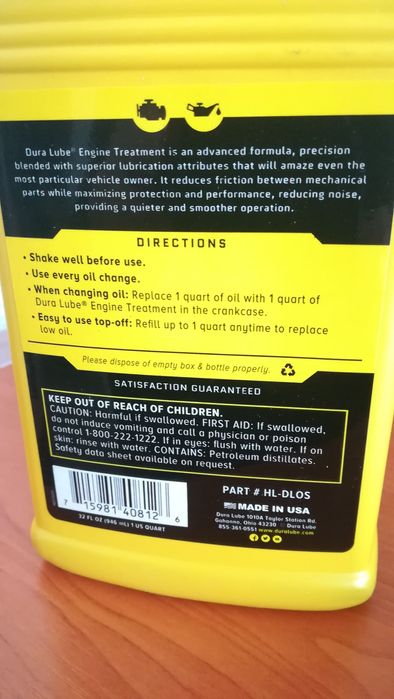 Dura Lube® Engine Treatment is an advanced formula, precision
blended with superior lubrication attributes that will amaze even the
most particular vehicle owner. It reduces friction between mechanical
parts while maximizing protection and performance, reducing noise,
providing a quieter and smoother operation.
DIRECTIONS
• Shake well before use.
• Use every oil change.
• When changing oil: Replace 1 quart of oil with 1 quart of
Dura Lube® Engine Treatment in the crankcase.
• Easy to use top-off: Refill up to 1 quart anytime to replace
low oil.
Please dispose of empty box & bottle properly.
SATISFACTION GUARANTEED
KEEP OUT OF REACH OF CHILDREN.
CAUTION: Harmful if swallowed. FIRST AID: If swallowed,
do not induce vomiting and call a physician or poison
control 1-800-222-1222. If in eyes: flush with water. If on
skin: rinse with water. CONTAINS: Petroleum distillates.
Safety data sheet available on request.
7 15981 40812 6
32 FL OZ (946 mL) 1 US QUART
PART # HL-DL0S
MADE IN USA
Dura Lube 1010A Taylor Station Rd.
Gahanna, Ohio 43230 Dura Lube
855 361-0551 www.duralube.com